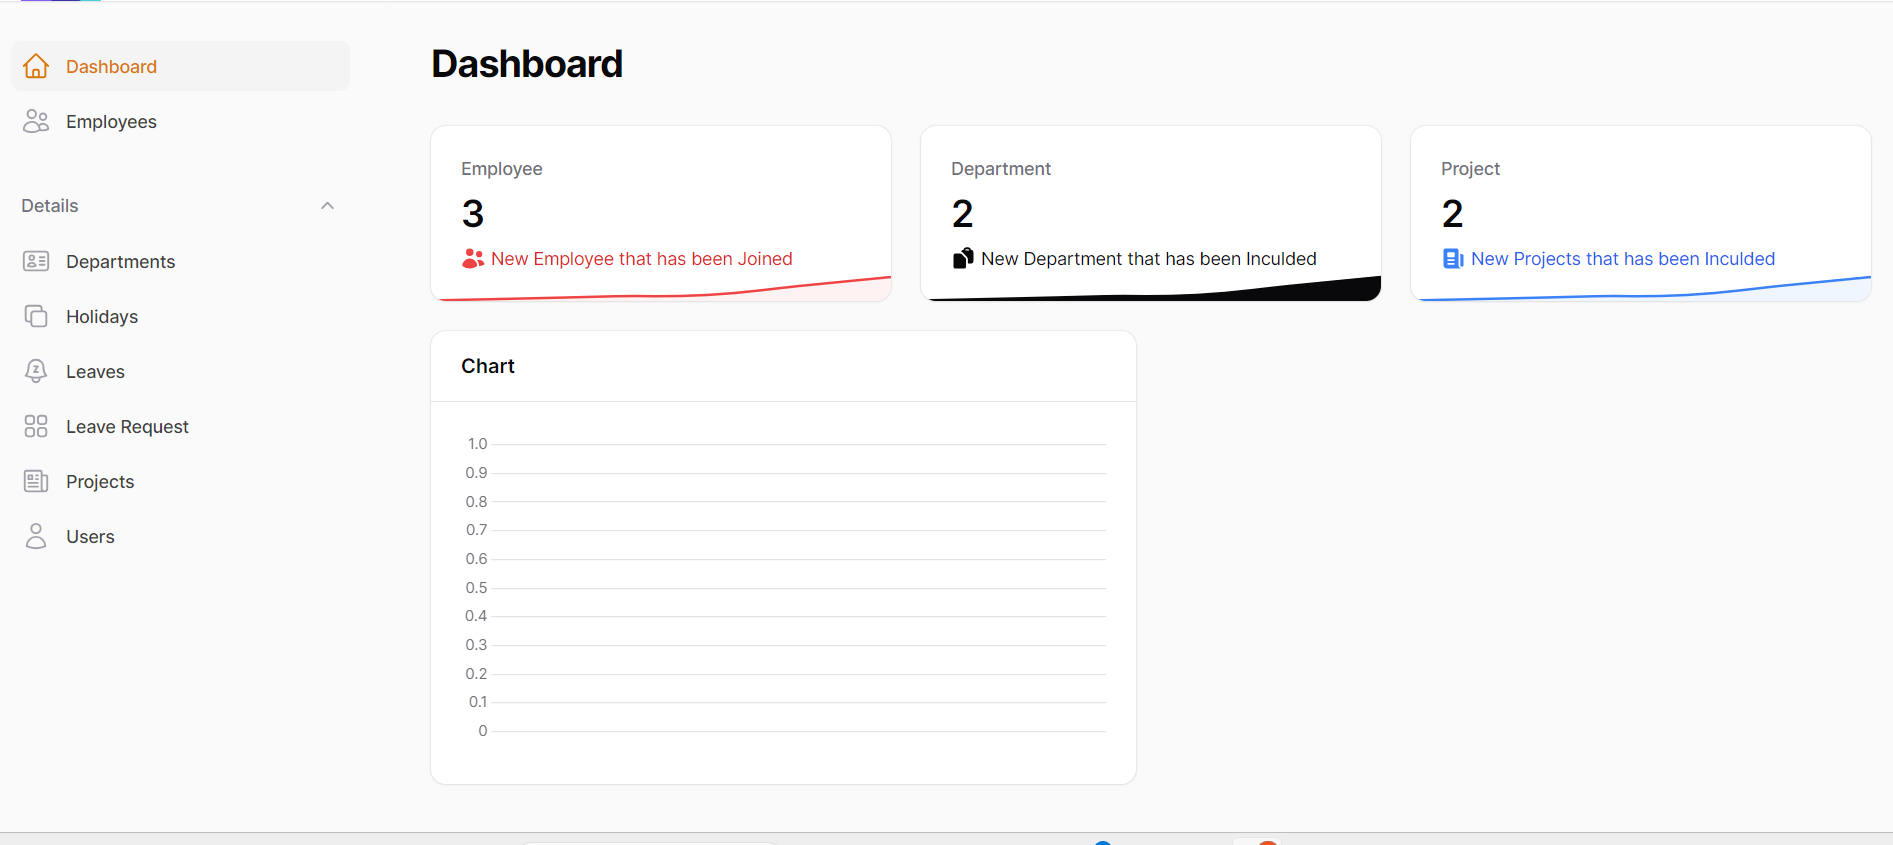 Dashboard
Employees
Details
Departments
Holidays
Leaves
Leave Request
Projects
Users
Dashboard
Employee
3
New Employee that has been Joined
Department
2
New Department that has been Inculded
Project
2
New Projects that has been Inculded
Chart
1.0
0.9
0.8
0.7
0.6
0.5
0.4
0.3
0.2
0.1
0